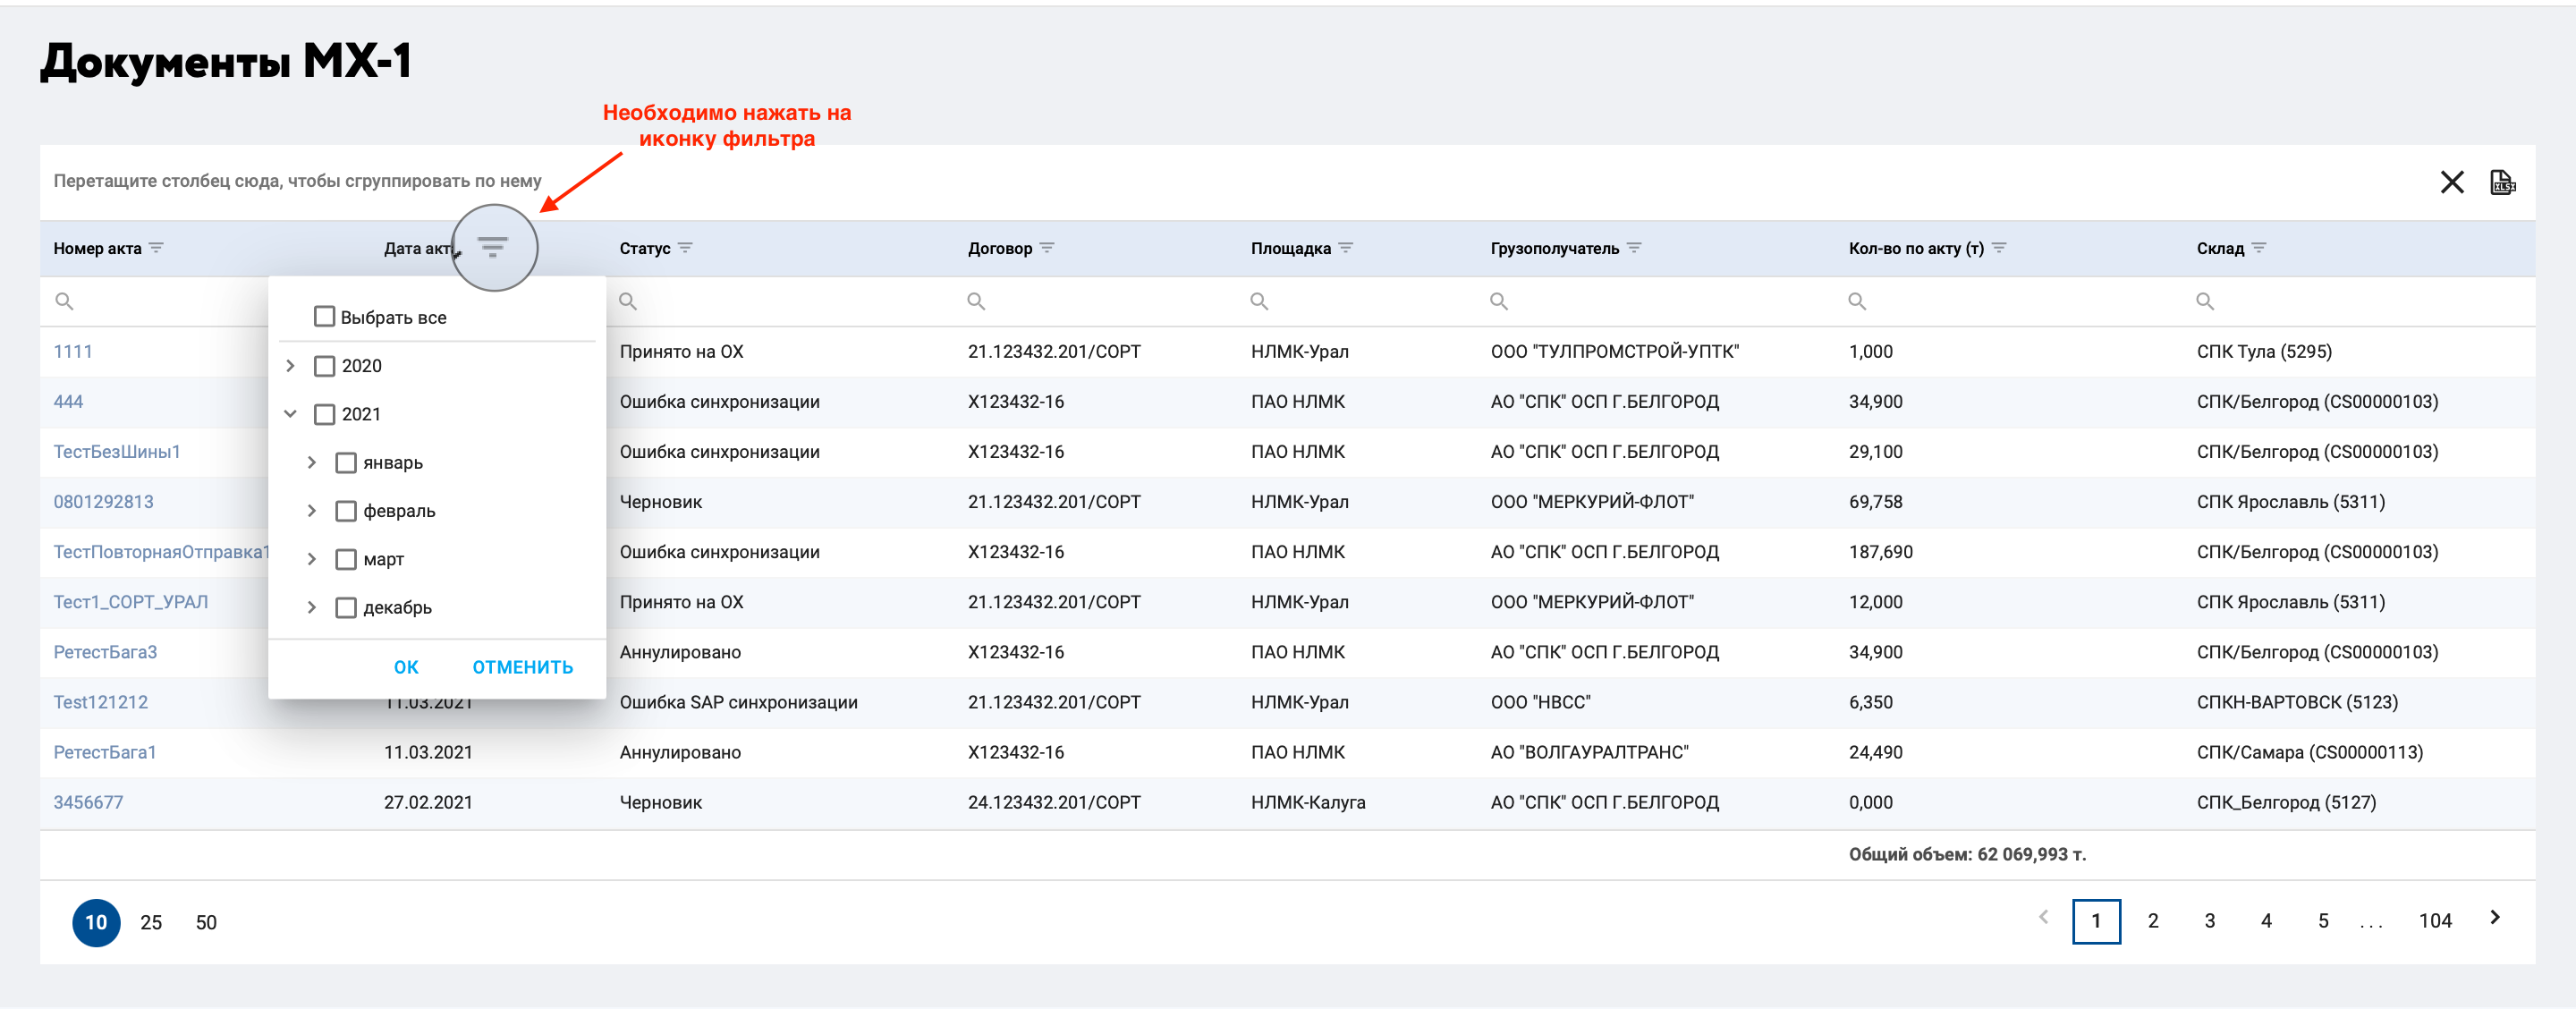 Документы МХ-1
Необходимо нажать на
иконку фильтра
Перетащите столбец сюда, чтобы сгруппировать по нему
XLSX
Номер акта Дата акт Статус Договор Площадка Грузополучатель Кол-во по акту (т) Склад
Выбрать все
2020
2021
январь
февраль
март
декабрь
ОК ОТМЕНИТЬ
1111 Принято на ОХ 21.123432.201/СОРТ НЛМК-Урал ООО "ТУЛПРОМСТРОЙ-УПТК" 1,000 СПК Тула (5295)
444 Ошибка синхронизации Х123432-16 ПАО НЛМК АО "СПК" ОСП Г.БЕЛГОРОД 34,900 СПК/Белгород (CS00000103)
ТестБезШины1 Ошибка синхронизации Х123432-16 ПАО НЛМК АО "СПК" ОСП Г.БЕЛГОРОД 29,100 СПК/Белгород (CS00000103)
0801292813 Черновик 21.123432.201/СОРТ НЛМК-Урал ООО "МЕРКУРИЙ-ФЛОТ" 69,758 СПК Ярославль (5311)
ТестПовторнаяОтправка1 Ошибка синхронизации Х123432-16 ПАО НЛМК АО "СПК" ОСП Г.БЕЛГОРОД 187,690 СПК/Белгород (CS00000103)
Тест1_СОРТ_УРАЛ Принято на ОХ 21.123432.201/СОРТ НЛМК-Урал ООО "МЕРКУРИЙ-ФЛОТ" 12,000 СПК Ярославль (5311)
РетестБага3 Аннулировано Х123432-16 ПАО НЛМК АО "СПК" ОСП Г.БЕЛГОРОД 34,900 СПК/Белгород (CS00000103)
Test121212 11.03.2021 Ошибка SAP синхронизации 21.123432.201/СОРТ НЛМК-Урал ООО "НВСС" 6,350 СПКН-ВАРТОВСК (5123)
РетестБага1 11.03.2021 Аннулировано Х123432-16 ПАО НЛМК АО "ВОЛГАУРАЛТРАНС" 24,490 СПК/Самара (CS00000113)
3456677 27.02.2021 Черновик 24.123432.201/СОРТ НЛМК-Калуга АО "СПК" ОСП Г.БЕЛГОРОД 0,000 СПК_Белгород (5127)
Общий объем: 62 069,993 т.
10 25 50 1 2 3 4 5 ... 104